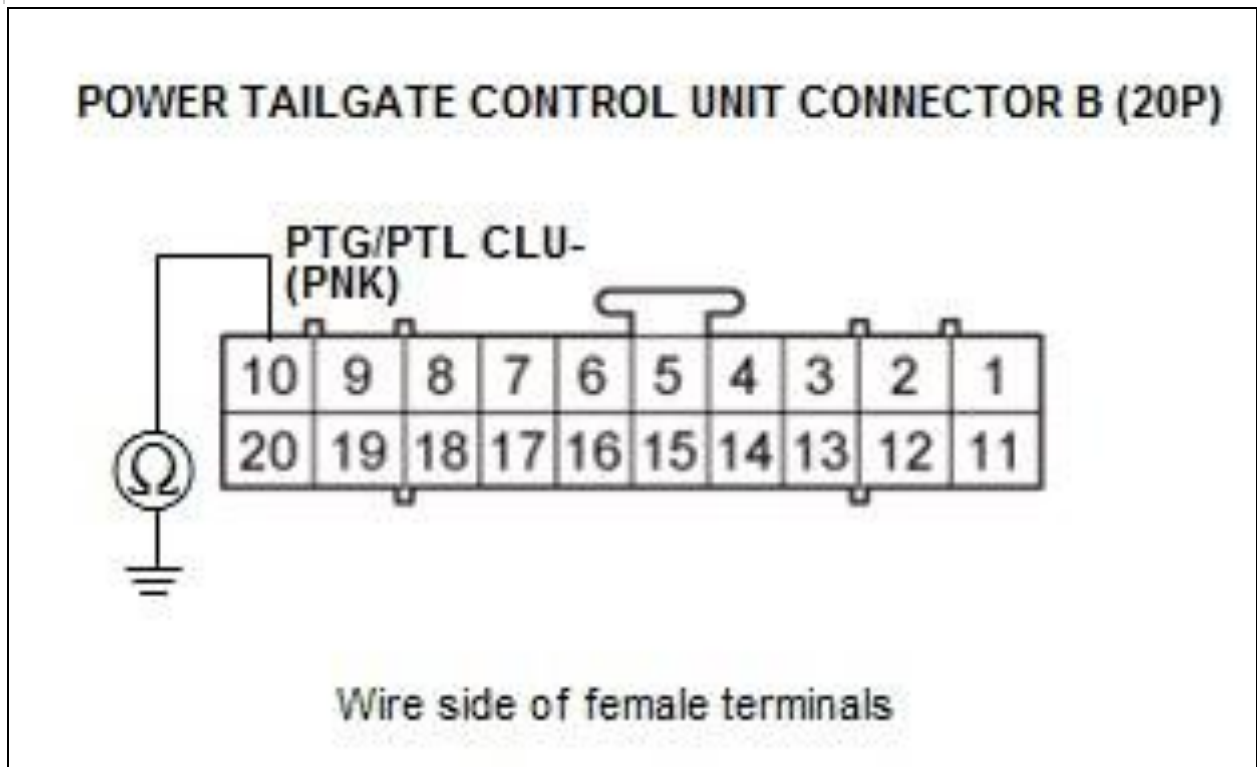 POWER TAILGATE CONTROL UNIT CONNECTOR B (20P)
PTG/PTL CLU-
(PNK)
10 9 8 7 6 5 4 3 2 1
20 19 18 17 16 15 14 13 12 11
Ω
Wire side of female terminals